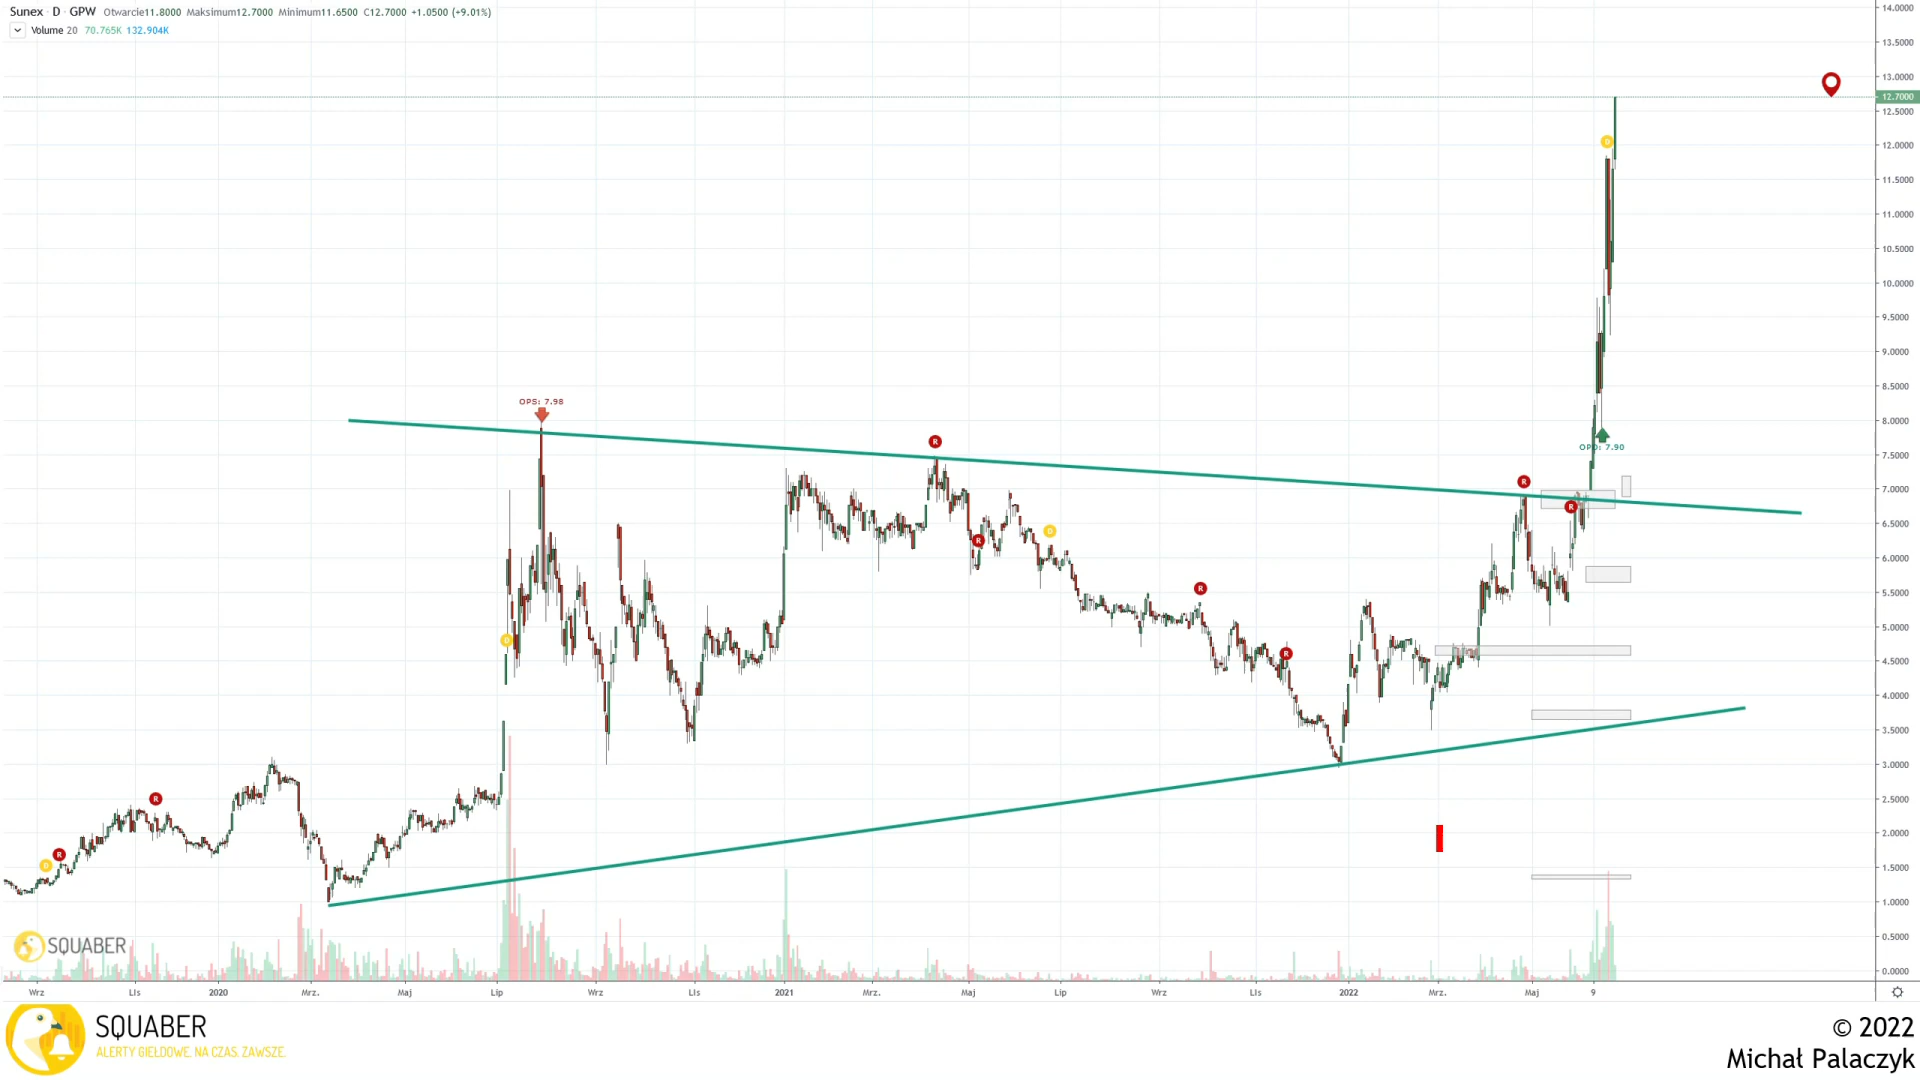 Sunex · D · GPW Otwarcie11.8000 Maksimum12.7000 Minimum11.6500 C12.7000 +1.0500 (+9.01%)
Volume 20 70.765K 132.904K
14.0000
13.5000
13.0000
12.7000
12.5000
12.0000
11.5000
11.0000
10.5000
10.0000
9.5000
9.0000
8.5000
8.0000
7.5000
7.0000
6.5000
6.0000
5.5000
5.0000
4.5000
4.0000
3.5000
3.0000
2.5000
2.0000
1.5000
1.0000
0.5000
0.0000
D
OPS: 7.98
R
OPD: 7.90
R
R
R
D
R
D
R
R
R
D
SQUABER
Wrz Lis 2020 Mrz. Maj Lip Wrz Lis 2021 Mrz. Maj Lip Wrz Lis 2022 Mrz. Maj 9
SQUABER
ALERTY GIEŁDOWE. NA CZAS. ZAWSZE.
© 2022
Michał Palaczyk